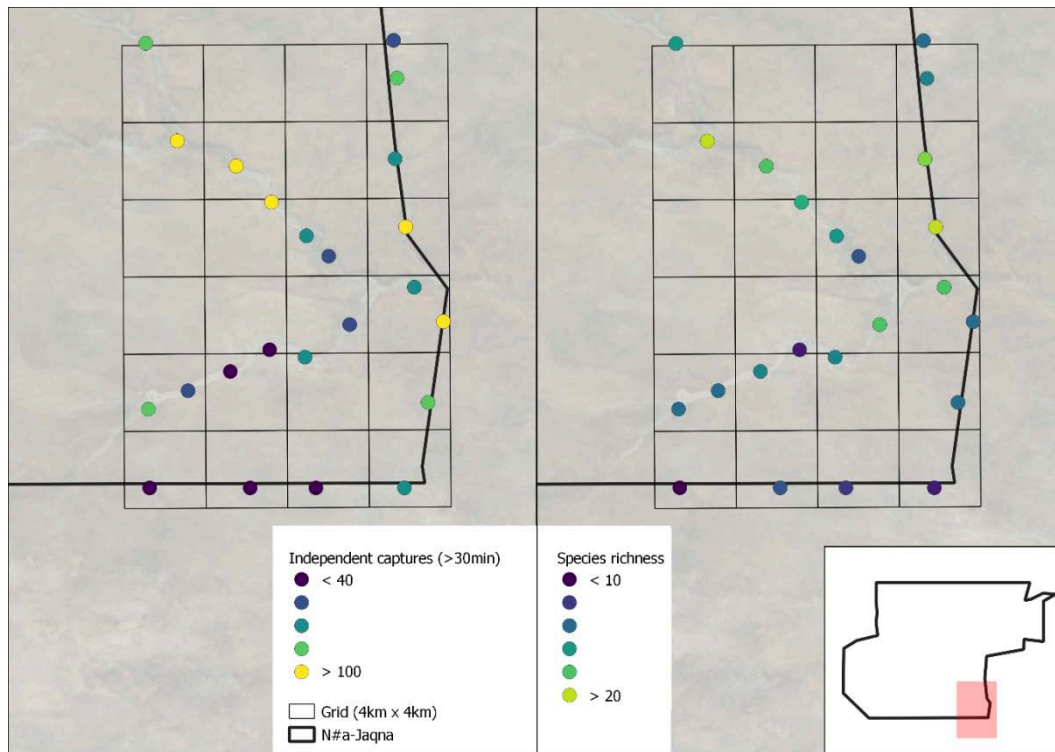 Independent captures (>30min)
< 40
> 100
Grid (4km x 4km)
N#a-Jaqna
Species richness
< 10
> 20